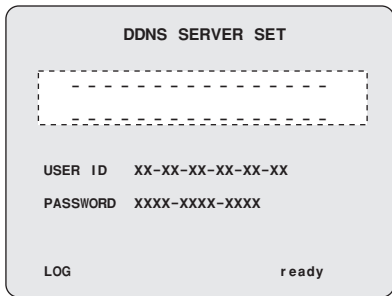 DDNS SERVER SET
- - - - - - - - - - - - - - - -
- - - - - - - - - - - - - - - -
USER ID XX-XX-XX-XX-XX-XX
PASSWORD XXXX-XXXX-XXXX
LOG ready